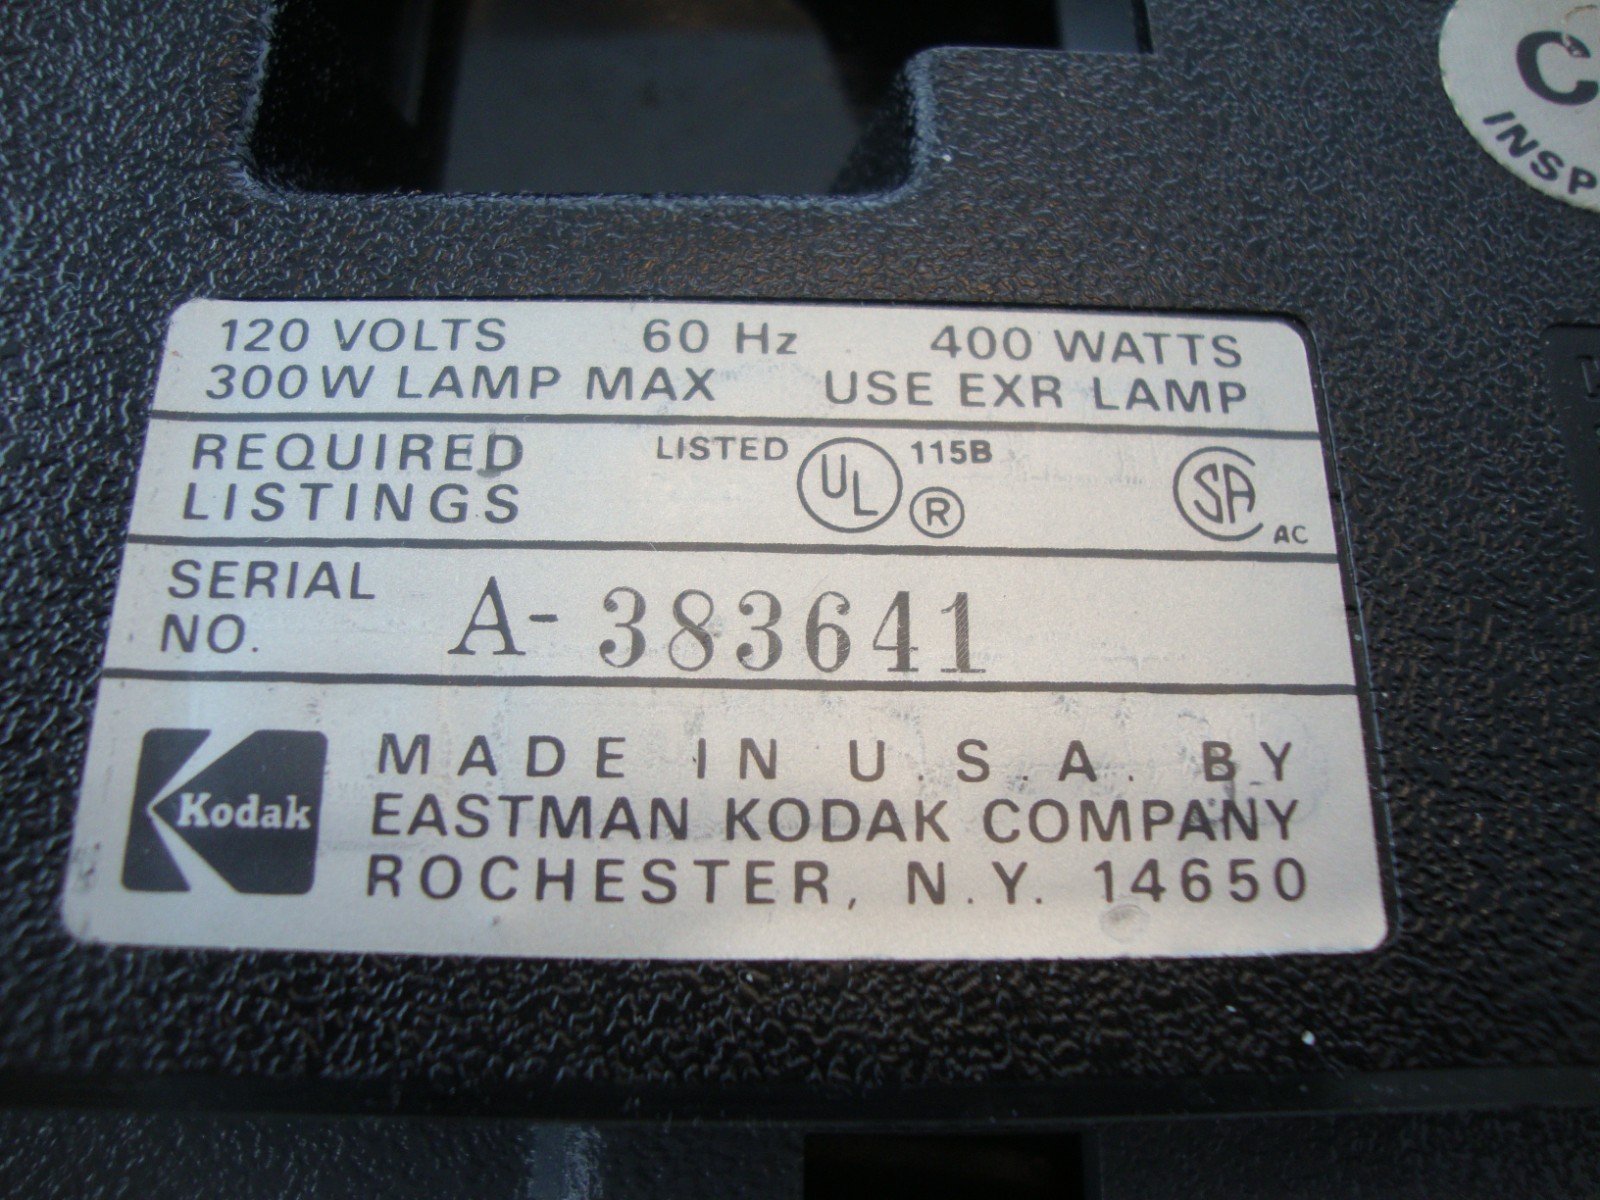 C
INSP
120 VOLTS 60 Hz 400 WATTS
300W LAMP MAX USE EXR LAMP
REQUIRED LISTINGS
LISTED UL 115B ®
SA AC
SERIAL NO. A- 383641
Kodak
MADE IN U.S.A. BY
EASTMAN KODAK COMPANY
ROCHESTER, N.Y. 14650